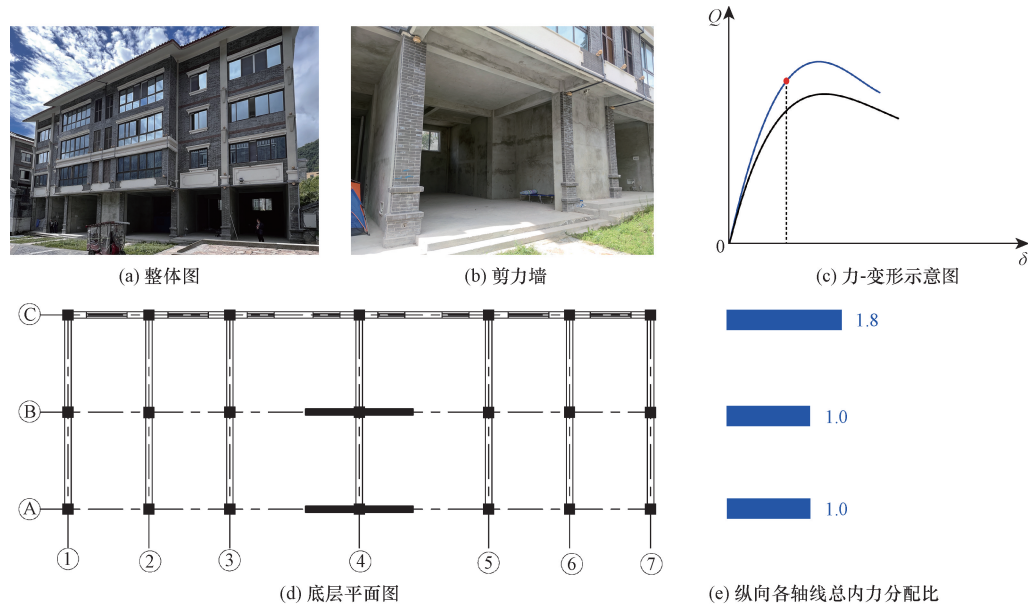 Q
0
δ
(a) 整体图
(b) 剪力墙
(c) 力-变形示意图
C
B
A
1.8
1.0
1.0
1 2 3 4 5 6 7
(d) 底层平面图
(e) 纵向各轴线总内力分配比